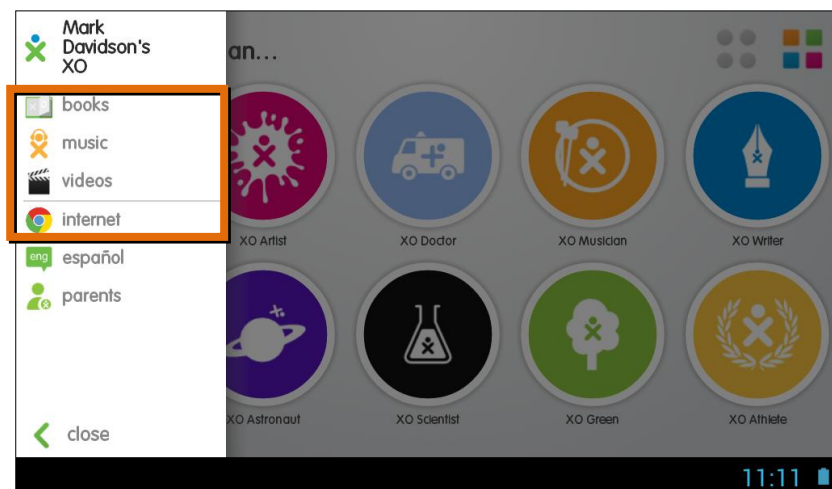 Mark
Davidson's
XO
an...
books
music
videos
internet
eng español
parents
close
XO Artist
XO Doctor
XO Musician
XO Writer
XO Astronaut
XO Scientist
XO Green
XO Athlete
11:11